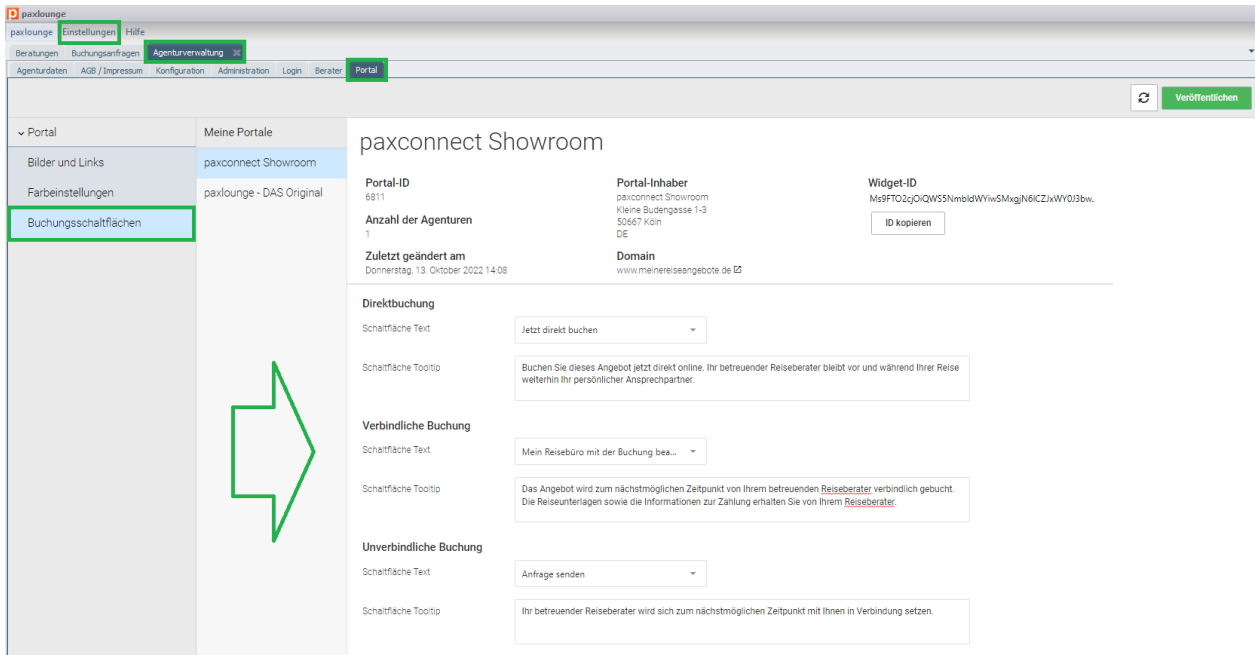 paxlounge
paxlounge Einstellungen Hilfe
Beratungen Buchungsanfragen Agenturverwaltung
Agenturdaten AGB / Impressum Konfiguration Administration Login Berater Portal
Veröffentlichen
Portal
Bilder und Links
Farbeinstellungen
Buchungsschaltflächen
Meine Portale
paxconnect Showroom
paxlounge - DAS Original
paxconnect Showroom
Portal-ID
6811
Anzahl der Agenturen
1
Zuletzt geändert am
Donnerstag, 13. Oktober 2022 14:08
Portal-Inhaber
paxconnect Showroom
Kleine Budengasse 1-3
50667 Köln
DE
Domain
www.meinereiseangebote.de
Widget-ID
ID kopieren
Direktbuchung
Schaltfläche Text
Jetzt direkt buchen
Schaltfläche Tooltip
Buchen Sie dieses Angebot jetzt direkt online. Ihr betreuender Reiseberater bleibt vor und während Ihrer Reise
weiterhin Ihr persönlicher Ansprechpartner.
Verbindliche Buchung
Schaltfläche Text
Mein Reisebüro mit der Buchung bea...
Schaltfläche Tooltip
Das Angebot wird zum nächstmöglichen Zeitpunkt von Ihrem betreuenden Reiseberater verbindlich gebucht.
Die Reiseunterlagen sowie die Informationen zur Zahlung erhalten Sie von Ihrem Reiseberater.
Unverbindliche Buchung
Schaltfläche Text
Anfrage senden
Schaltfläche Tooltip
Ihr betreuender Reiseberater wird sich zum nächstmöglichen Zeitpunkt mit Ihnen in Verbindung setzen.